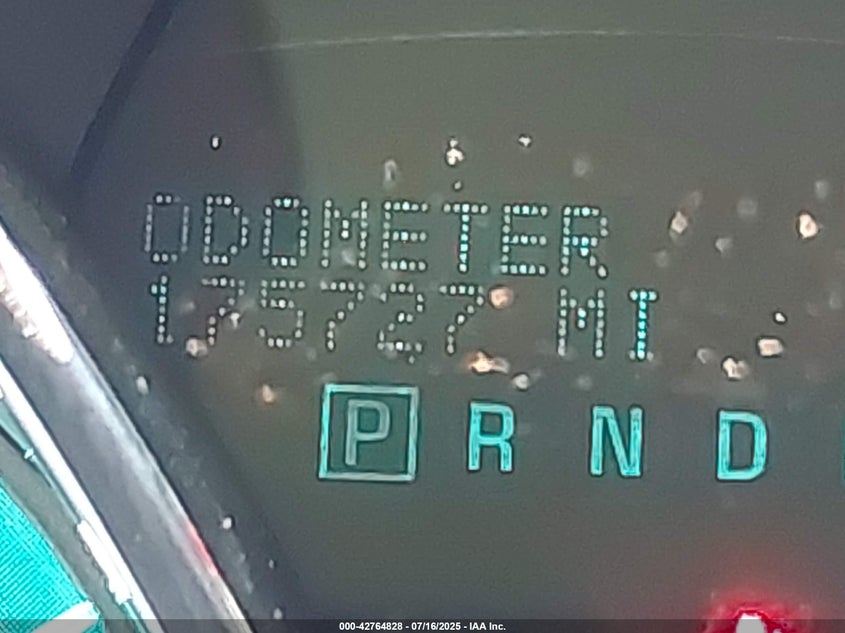 ODOMETER
175727 MI
P R N D
000-42764828 - 07/16/2025 - IAA Inc.